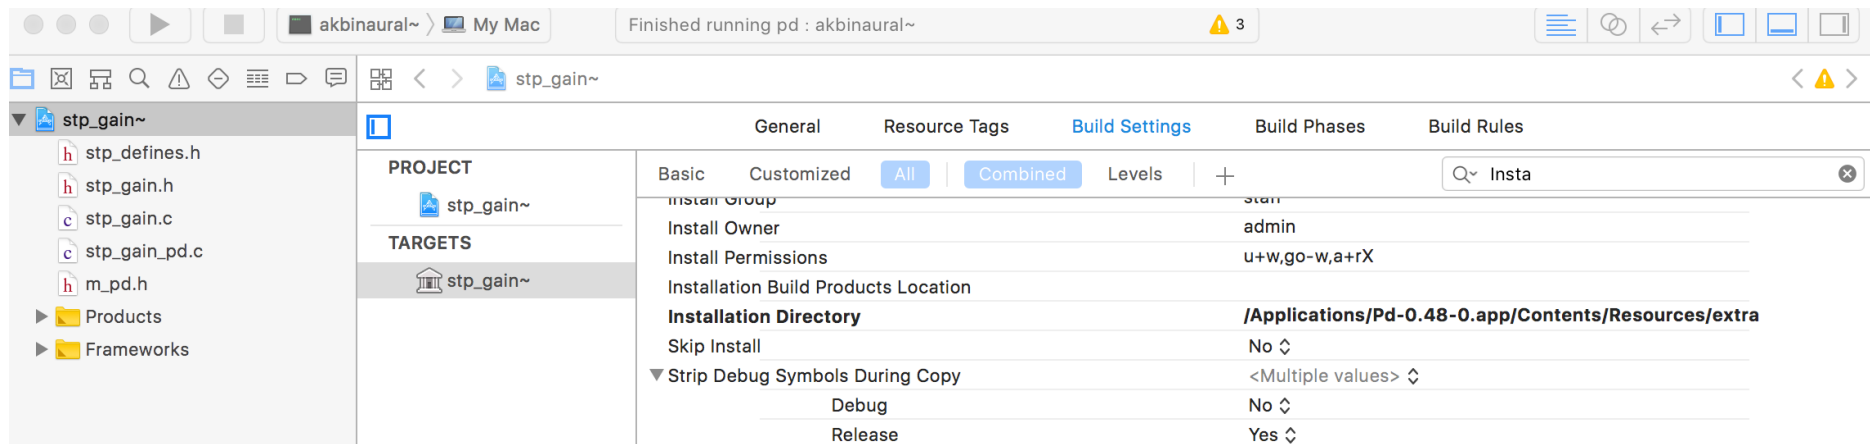 akbinaural~ My Mac Finished running pd : akbinaural~ 3
stp_gain~
stp_gain~
General Resource Tags Build Settings Build Phases Build Rules
stp_defines.h
stp_gain.h
stp_gain.c
stp_gain_pd.c
m_pd.h
Products
Frameworks
PROJECT
stp_gain~
TARGETS
stp_gain~
Basic Customized All Combined Levels Insta
Install Group staff
Install Owner admin
Install Permissions u+w,go-w,a+rX
Installation Build Products Location
Installation Directory /Applications/Pd-0.48-0.app/Contents/Resources/extra
Skip Install No
Strip Debug Symbols During Copy <Multiple values>
Debug No
Release Yes